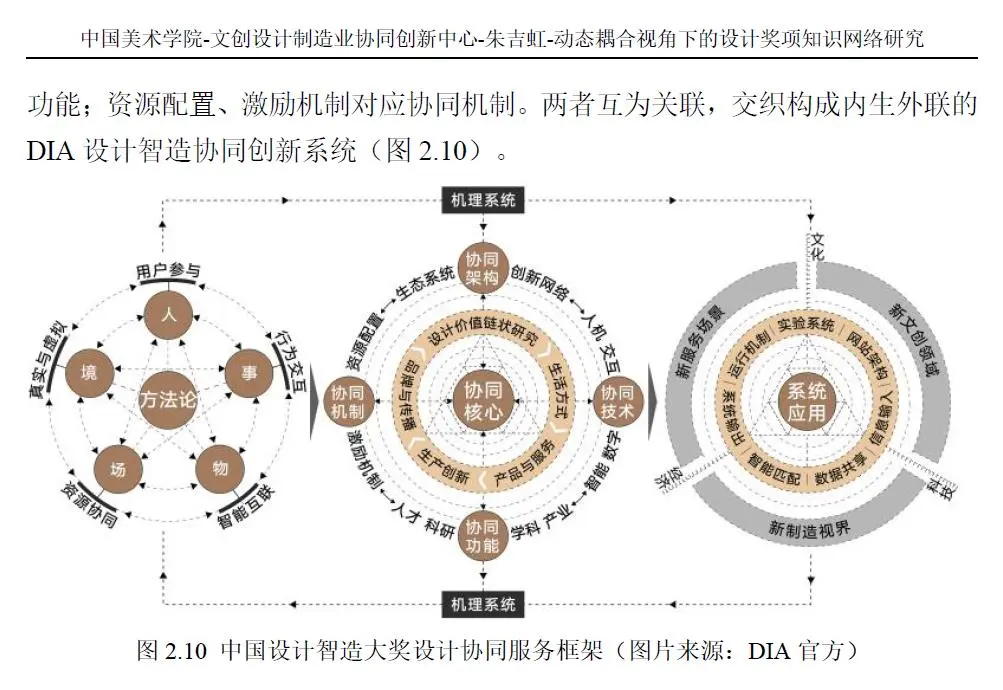 中国美术学院-文创设计制造业协同创新中心-朱吉虹-动态耦合视角下的设计奖项知识网络研究
功能；资源配置、激励机制对应协同机制。两者互为关联，交织构成内生外联的
DIA 设计智造协同创新系统（图 2.10）。
机理系统
用户参与
人
真实与虚拟
境
行为交互
事
方法论
场
物
资源协同
智能互联
协同
架构
生态系统
创新网络
资源配置
人机 交互
设计价值链状研究
品牌与传播
生活方式
协同
机制
协同
核心
协同
技术
生产创新
产品与服务
激励机制
智能 数字
人才 科研
学科 产业
协同
功能
文化
新服务场景
新文创领域
实验系统
运行机制
网站架构
系统
应用
系统输出
信息输入
智能匹配
数据共享
经济
科技
新制造视界
机理系统
图 2.10 中国设计智造大奖设计协同服务框架（图片来源：DIA 官方）